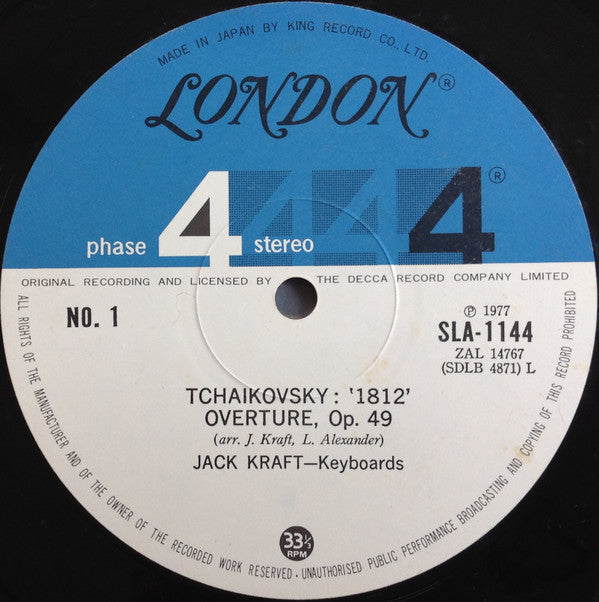 MADE IN JAPAN BY KING RECORD CO., LTD.
LONDON®
phase 4 stereo 4 4 4®
ORIGINAL RECORDING AND LICENSED BY THE DECCA RECORD COMPANY LIMITED
NO. 1
℗ 1977
SLA-1144
ZAL 14767
(SDLB 4871) L
TCHAIKOVSKY : '1812'
OVERTURE, Op. 49
(arr. J. Kraft, L. Alexander)
JACK KRAFT—Keyboards
33⅓
RPM
ALL RIGHTS OF THE MANUFACTURER AND OF THE OWNER OF THE RECORDED WORK RESERVED · UNAUTHORISED PUBLIC PERFORMANCE BROADCASTING AND COPYING OF THIS RECORD PROHIBITED